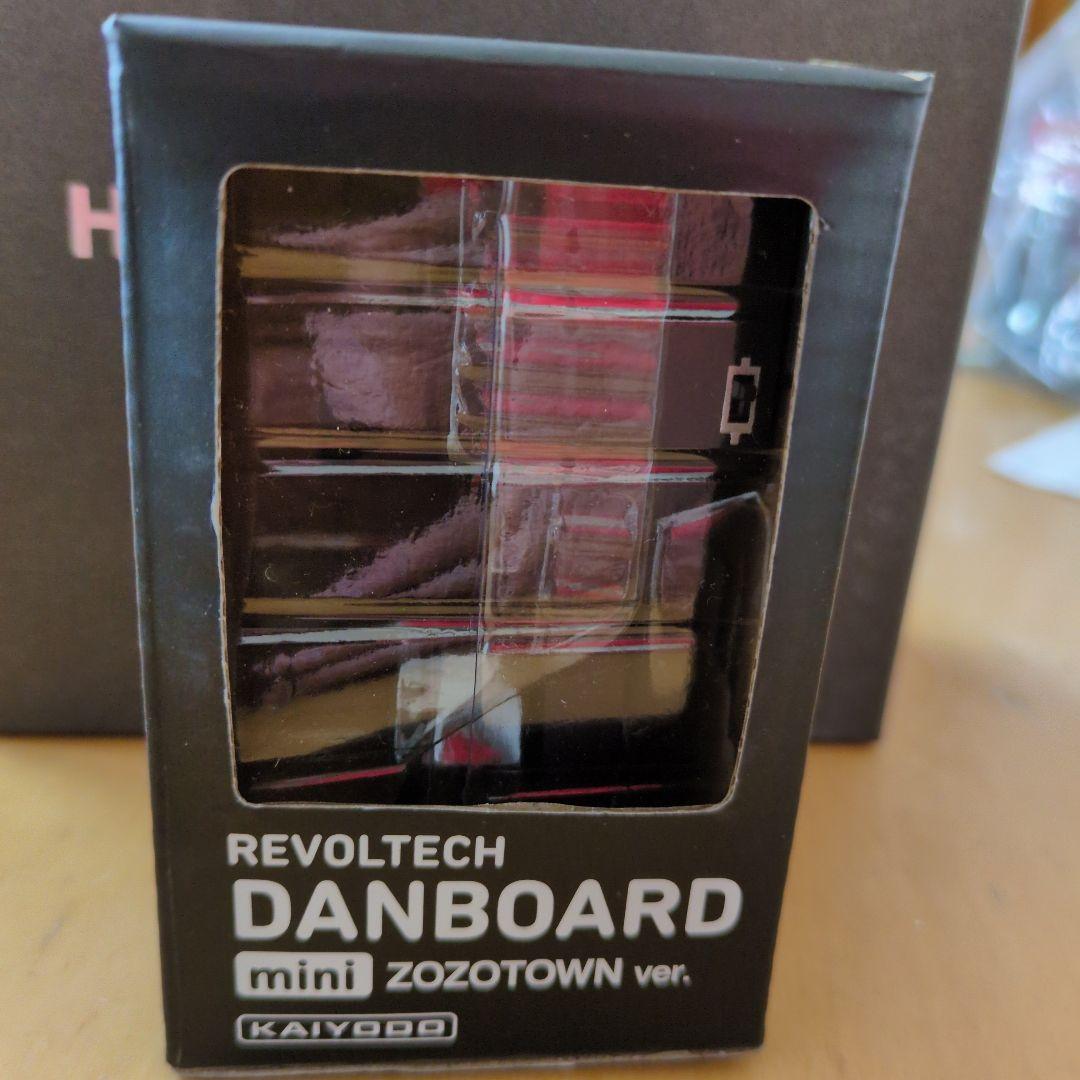 H
REVOLTECH
DANBOARD
mini ZOZOTOWN ver.
KAIYODO